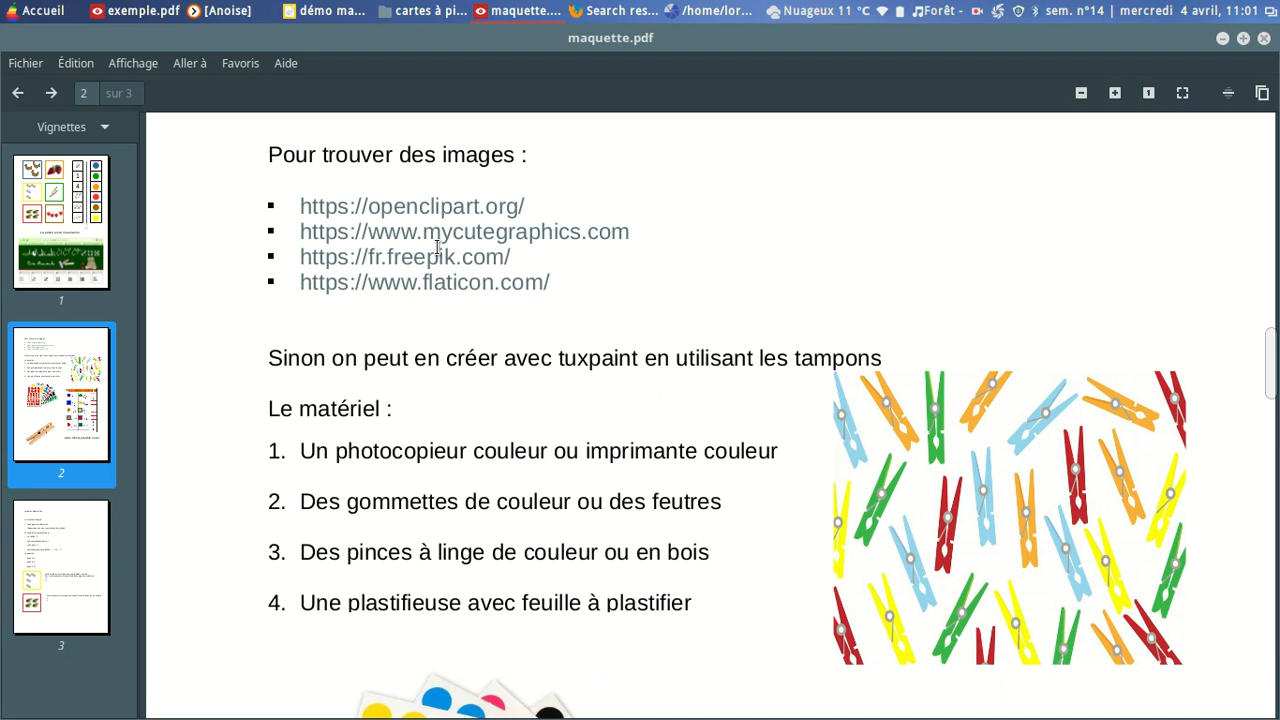 Accueil exemple.pdf [Anoise] démo ma... cartes à pi... maquette.... Search res... /home/lor... Nuageux 11 °C Forêt - sem. n°14 | mercredi 4 avril, 11:01
maquette.pdf
Fichier Édition Affichage Aller à Favoris Aide
2 sur 3
Vignettes
1
2
3
Pour trouver des images :
https://openclipart.org/
https://www.mycutegraphics.com
https://fr.freepik.com/
https://www.flaticon.com/
Sinon on peut en créer avec tuxpaint en utilisant les tampons
Le matériel :
1. Un photocopieur couleur ou imprimante couleur
2. Des gommettes de couleur ou des feutres
3. Des pinces à linge de couleur ou en bois
4. Une plastifieuse avec feuille à plastifier